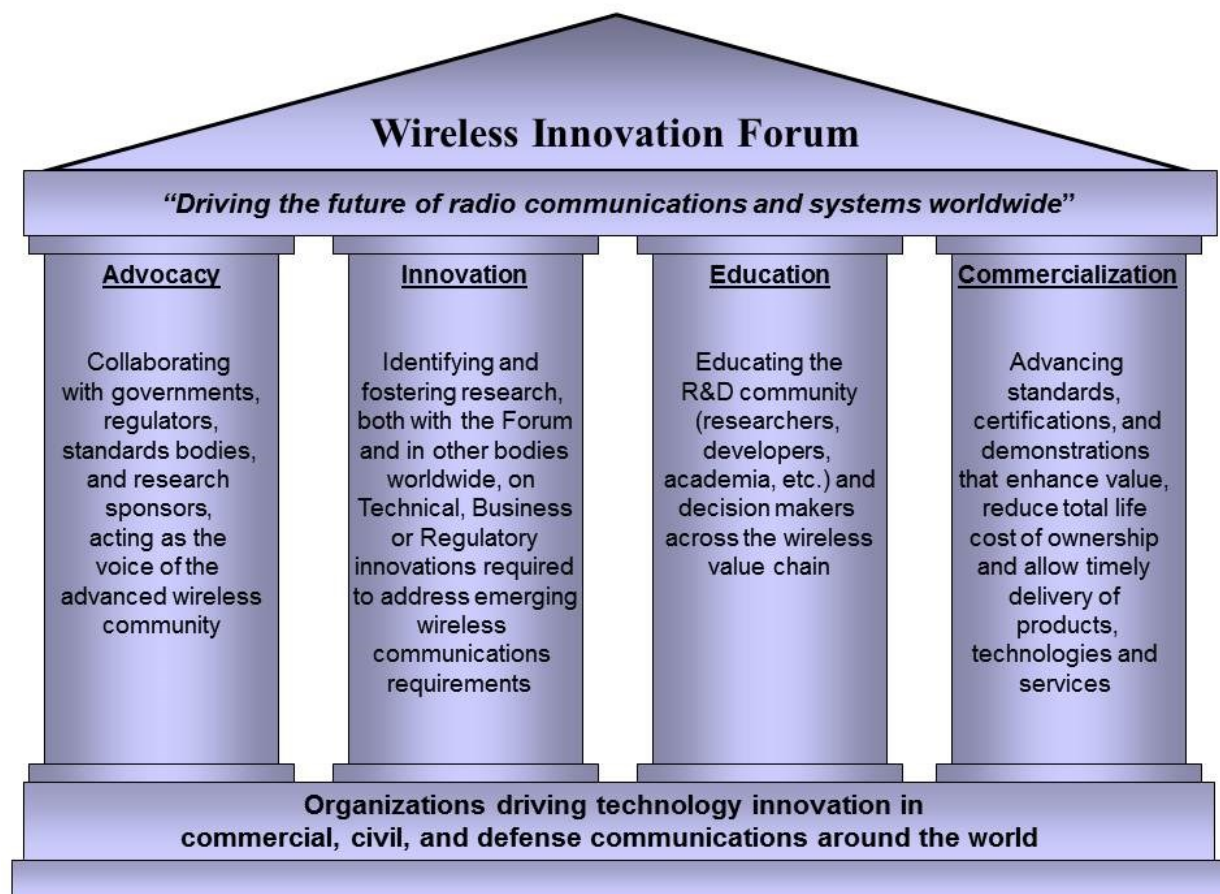 Wireless Innovation Forum
“Driving the future of radio communications and systems worldwide”
Advocacy
Collaborating
with governments,
regulators,
standards bodies,
and research
sponsors,
acting as the
voice of the
advanced wireless
community
Innovation
Identifying and
fostering research,
both with the Forum
and in other bodies
worldwide, on
Technical, Business
or Regulatory
innovations required
to address emerging
wireless
communications
requirements
Education
Educating the
R&D community
(researchers,
developers,
academia, etc.) and
decision makers
across the wireless
value chain
Commercialization
Advancing
standards,
certifications, and
demonstrations
that enhance value,
reduce total life
cost of ownership
and allow timely
delivery of
products,
technologies and
services
Organizations driving technology innovation in
commercial, civil, and defense communications around the world